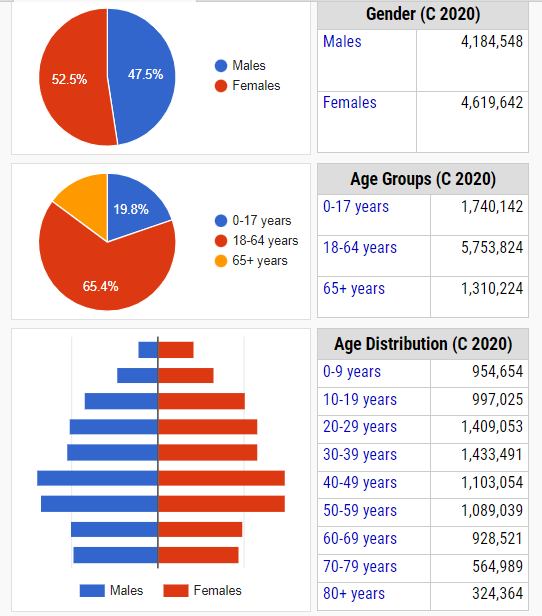 Gender (C 2020)
Males 4,184,548
Females 4,619,642
52.5% 47.5%
Males
Females
Age Groups (C 2020)
0-17 years 1,740,142
18-64 years 5,753,824
65+ years 1,310,224
19.8%
65.4%
0-17 years
18-64 years
65+ years
Age Distribution (C 2020)
0-9 years 954,654
10-19 years 997,025
20-29 years 1,409,053
30-39 years 1,433,491
40-49 years 1,103,054
50-59 years 1,089,039
60-69 years 928,521
70-79 years 564,989
80+ years 324,364
Males Females